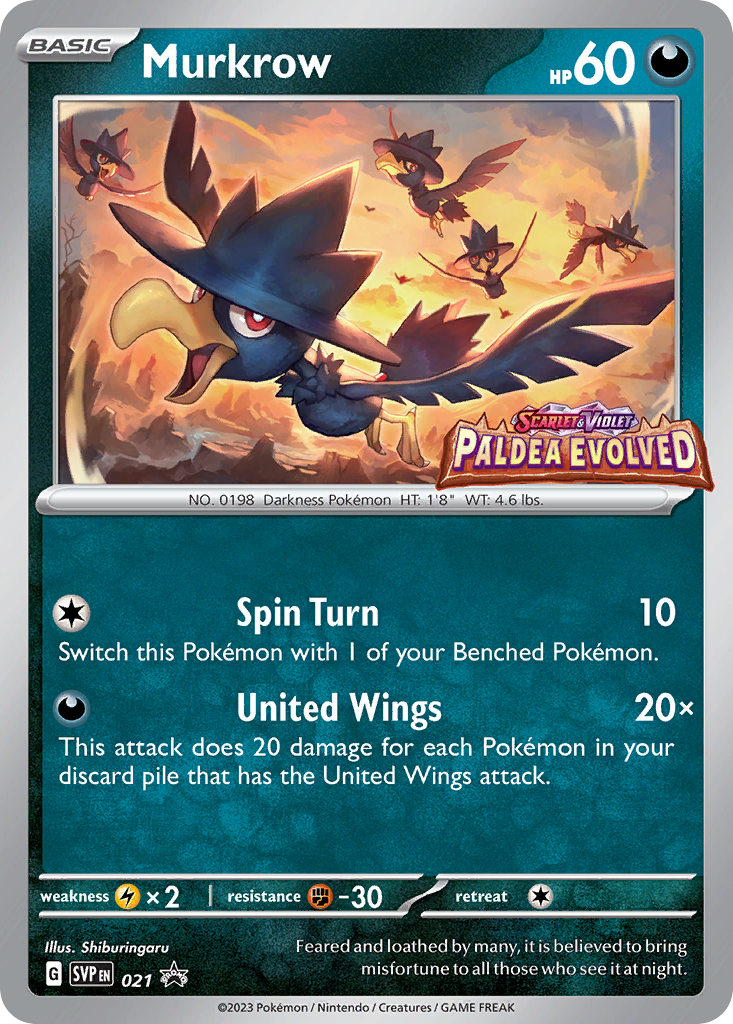 BASIC
Murkrow
HP60
SCARLET & VIOLET
PALDEA EVOLVED
NO. 0198 Darkness Pokémon HT: 1'8" WT: 4.6 lbs.
Spin Turn 10
Switch this Pokémon with 1 of your Benched Pokémon.
United Wings 20×
This attack does 20 damage for each Pokémon in your
discard pile that has the United Wings attack.
weakness ×2 resistance -30 retreat
Illus. Shiburingaru
Feared and loathed by many, it is believed to bring
misfortune to all those who see it at night.
G SVP EN 021 PROMO
©2023 Pokémon / Nintendo / Creatures / GAME FREAK